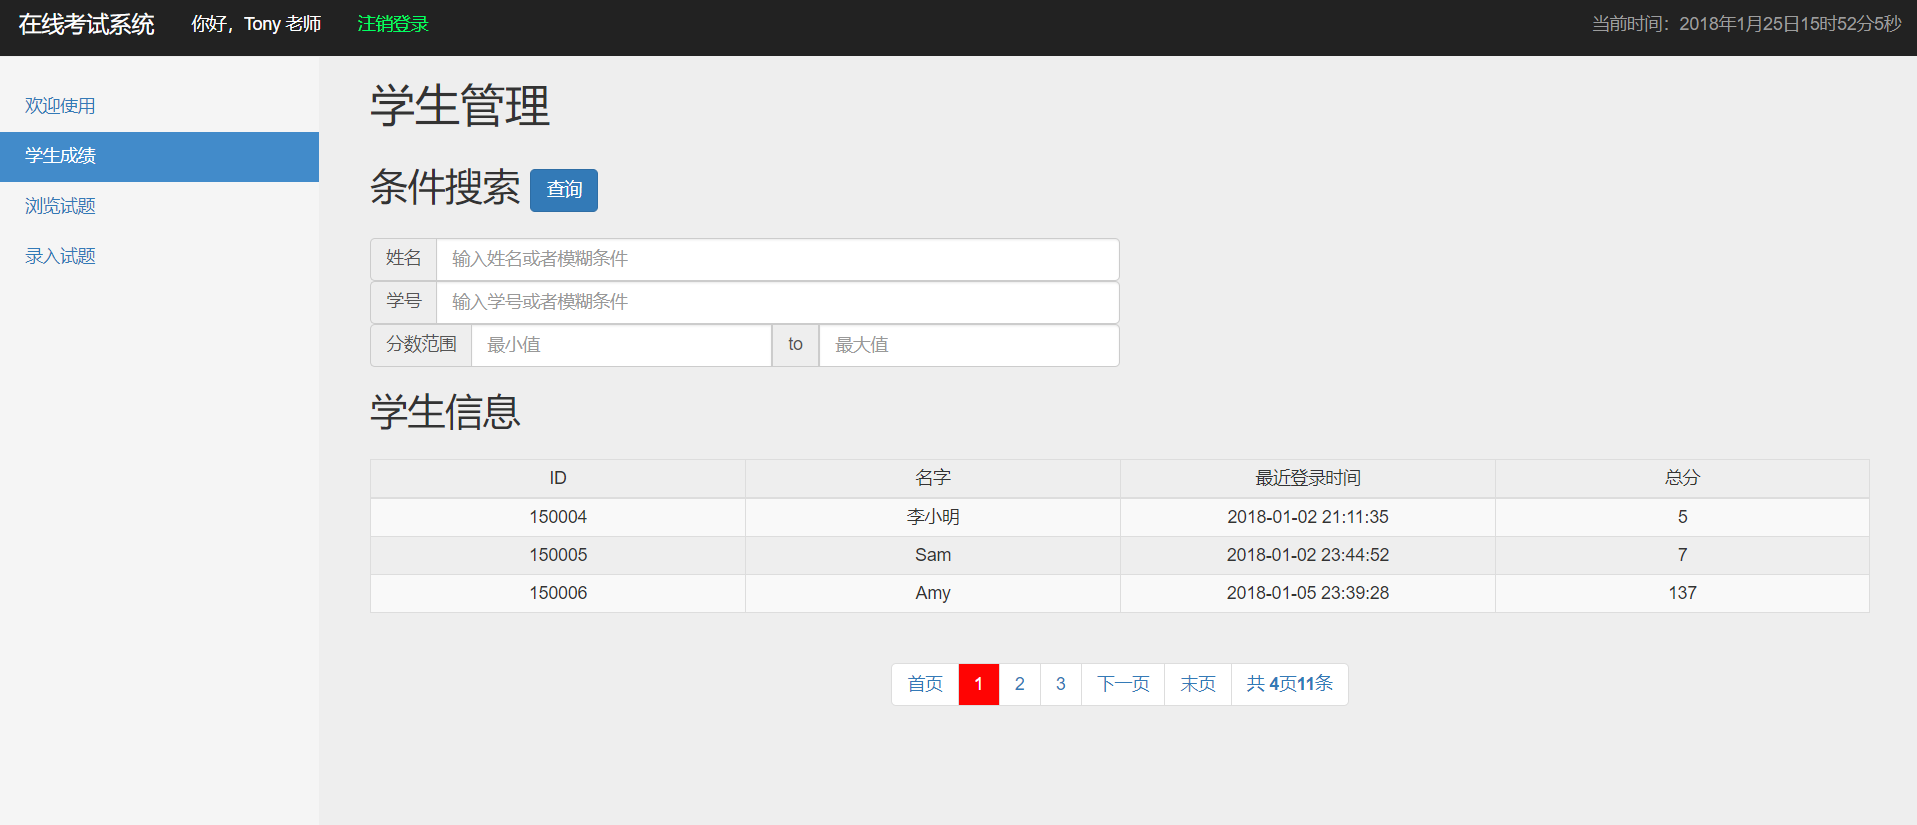 在线考试系统 你好，Tony 老师 注销登录 当前时间：2018年1月25日15时52分5秒
欢迎使用
学生成绩
浏览试题
录入试题
学生管理
条件搜索 查询
姓名 输入姓名或者模糊条件
学号 输入学号或者模糊条件
分数范围 最小值 to 最大值
学生信息
ID 名字 最近登录时间 总分
150004 李小明 2018-01-02 21:11:35 5
150005 Sam 2018-01-02 23:44:52 7
150006 Amy 2018-01-05 23:39:28 137
首页 1 2 3 下一页 末页 共 4页11条